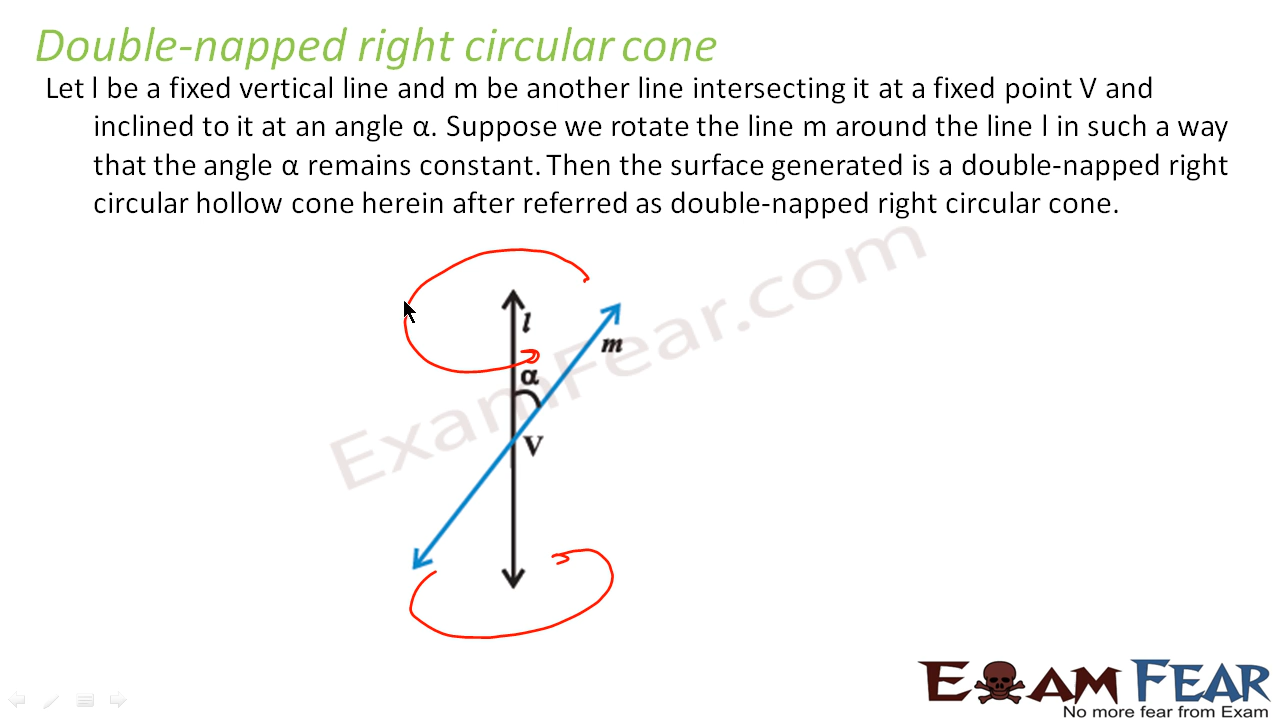 Double-napped right circular cone
Let l be a fixed vertical line and m be another line intersecting it at a fixed point V and
inclined to it at an angle α. Suppose we rotate the line m around the line l in such a way
that the angle α remains constant. Then the surface generated is a double-napped right
circular hollow cone herein after referred as double-napped right circular cone.
ExamFear.com
l
m
α
V
EXAM FEAR
No more fear from Exam